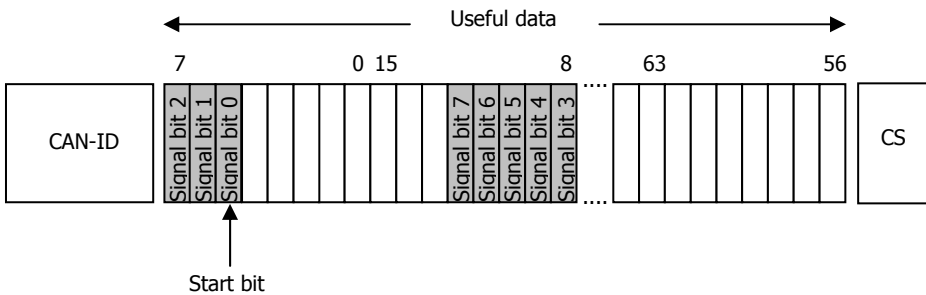 Useful data
7 0 15 8 63 56
CAN-ID
Signal bit 2
Signal bit 1
Signal bit 0
Signal bit 7
Signal bit 6
Signal bit 5
Signal bit 4
Signal bit 3
....
....
CS
Start bit